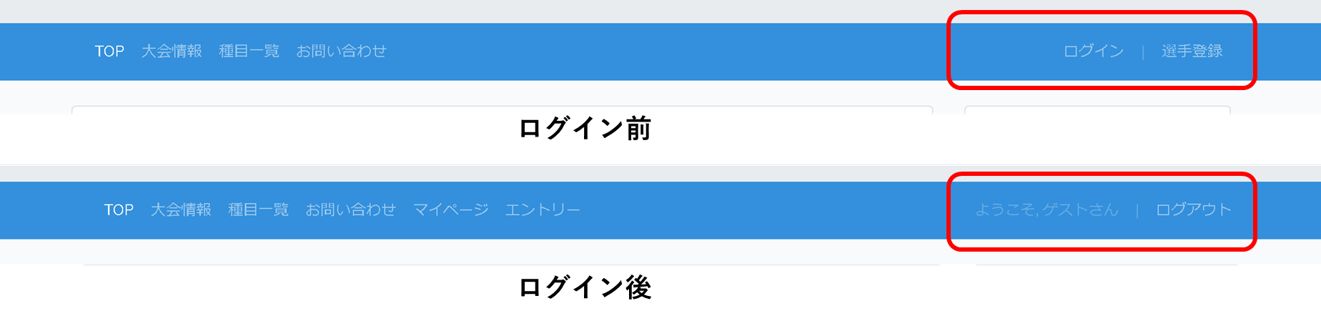 TOP 大会情報 種目一覧 お問い合わせ ログイン | 選手登録
ログイン前
TOP 大会情報 種目一覧 お問い合わせ マイページ エントリー ようこそ, ゲストさん | ログアウト
ログイン後